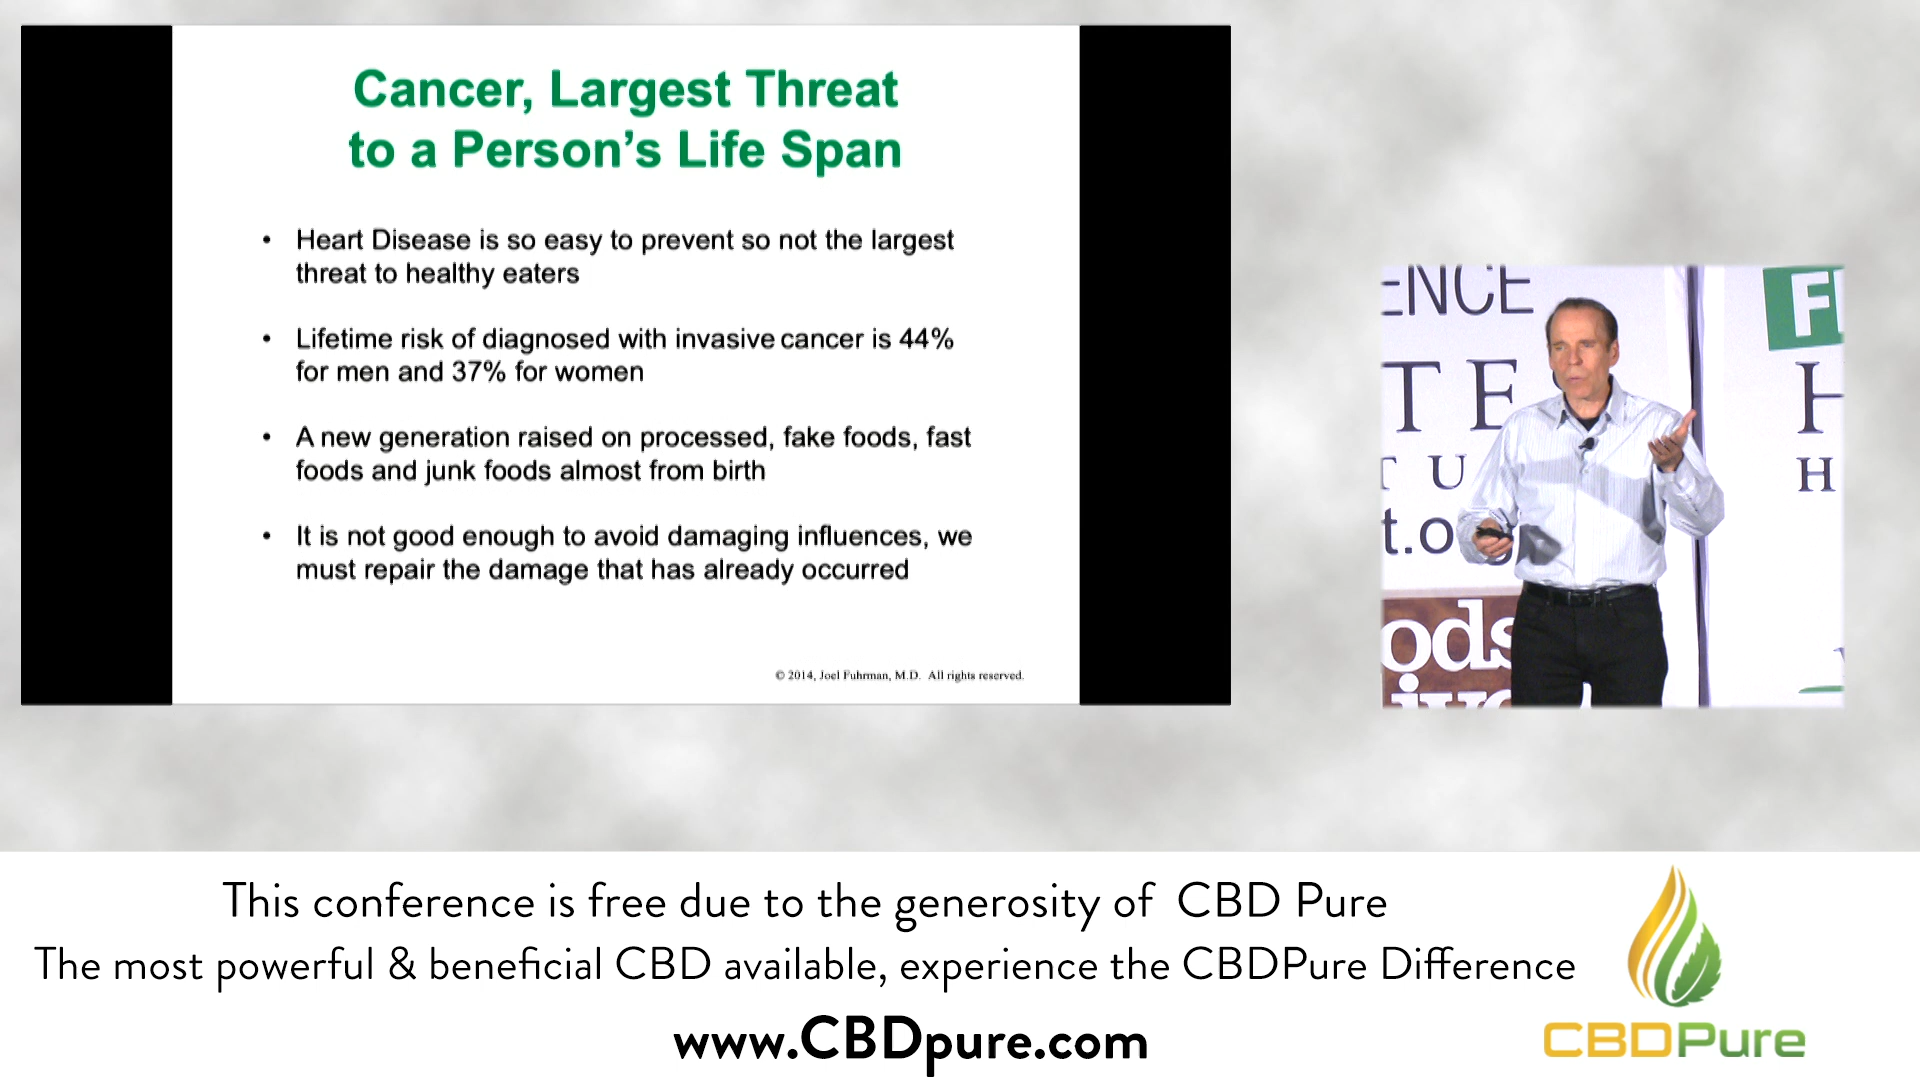 Cancer, Largest Threat
to a Person's Life Span
• Heart Disease is so easy to prevent so not the largest
threat to healthy eaters
• Lifetime risk of diagnosed with invasive cancer is 44%
for men and 37% for women
• A new generation raised on processed, fake foods, fast
foods and junk foods almost from birth
• It is not good enough to avoid damaging influences, we
must repair the damage that has already occurred
© 2014, Joel Fuhrman, M.D. All rights reserved.
ENCE
F
TE
H
TU
H
t.o
ods
ive
This conference is free due to the generosity of CBD Pure
The most powerful & beneficial CBD available, experience the CBDPure Difference
www.CBDpure.com
CBDPure